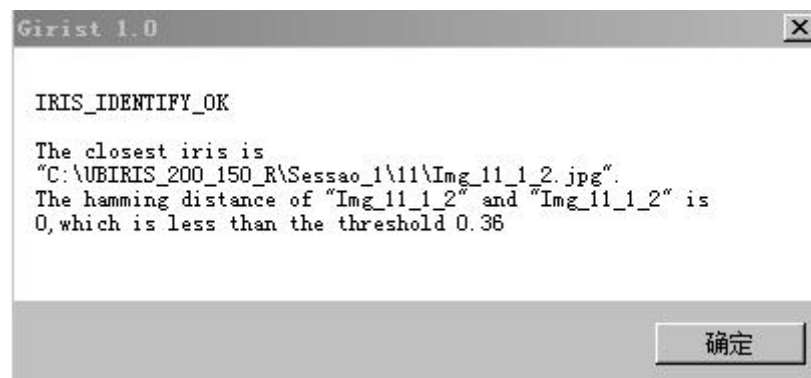 Girist 1.0
IRIS_IDENTIFY_OK
The closest iris is
"C:\UBIRIS_200_150_R\Sessao_1\11\Img_11_1_2.jpg".
The hamming distance of "Img_11_1_2" and "Img_11_1_2" is
0,which is less than the threshold 0.36
确定